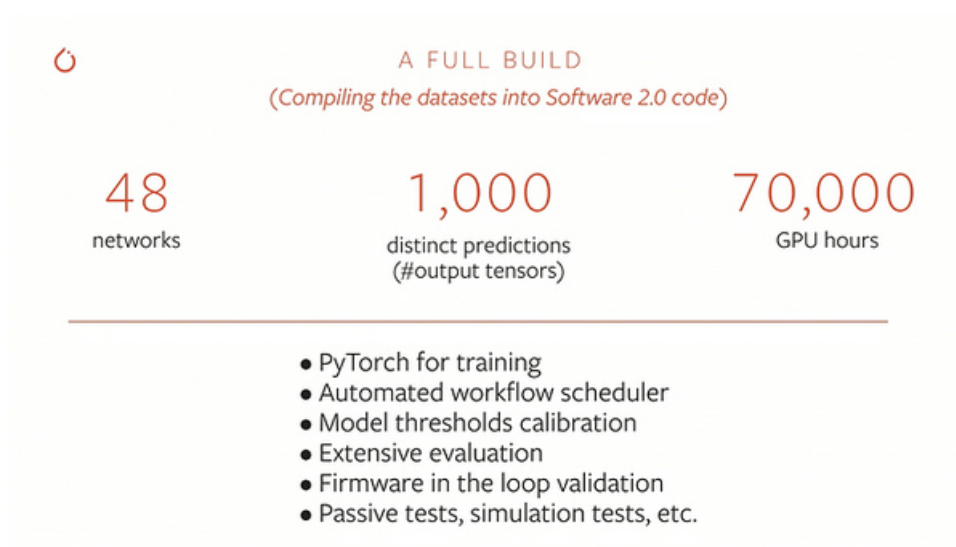 A FULL BUILD
(Compiling the datasets into Software 2.0 code)
48
networks
1,000
distinct predictions
(#output tensors)
70,000
GPU hours
● PyTorch for training
● Automated workflow scheduler
● Model thresholds calibration
● Extensive evaluation
● Firmware in the loop validation
● Passive tests, simulation tests, etc.